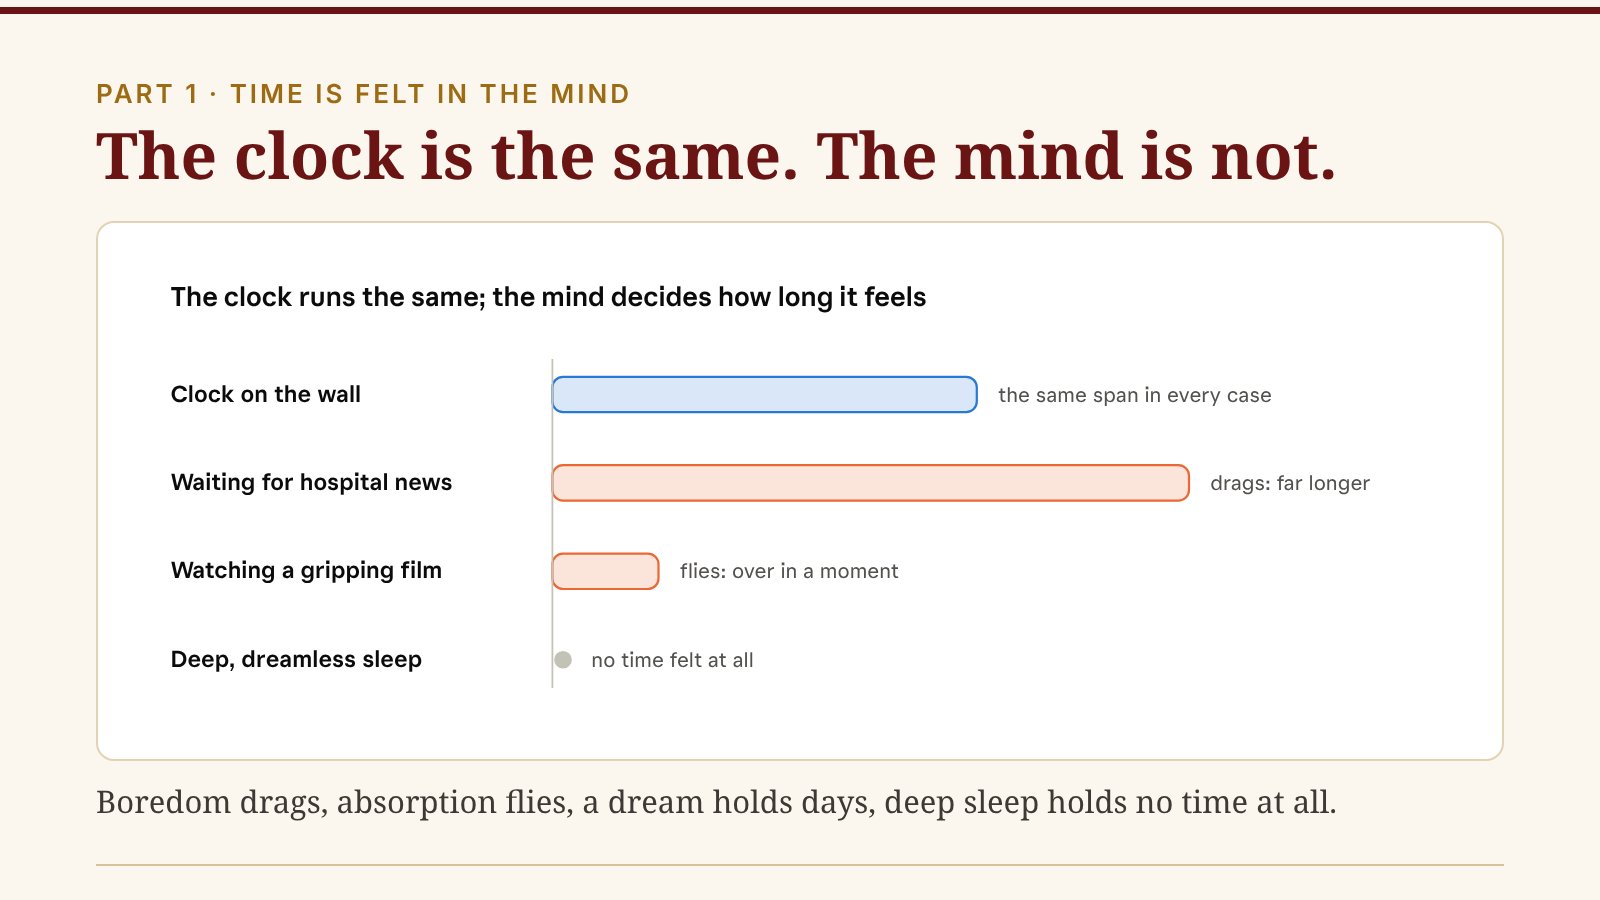 PART 1 · TIME IS FELT IN THE MIND
The clock is the same. The mind is not.
The clock runs the same; the mind decides how long it feels
Clock on the wall
the same span in every case
Waiting for hospital news
drags: far longer
Watching a gripping film
flies: over in a moment
Deep, dreamless sleep
no time felt at all
Boredom drags, absorption flies, a dream holds days, deep sleep holds no time at all.